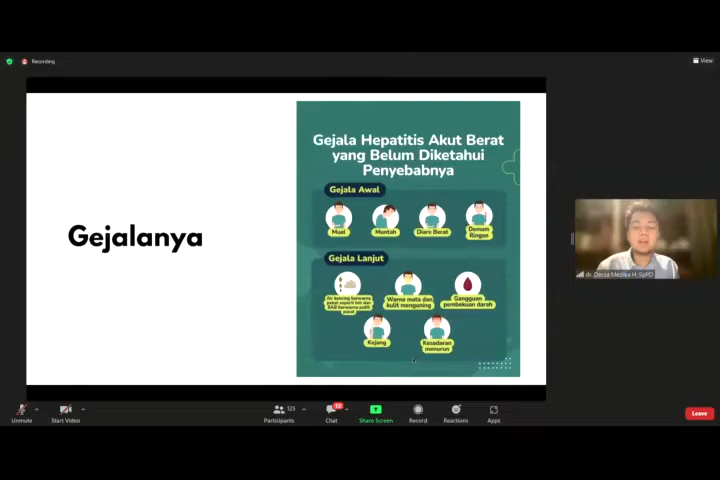 Recording
View
Gejalanya
Gejala Hepatitis Akut Berat
yang Belum Diketahui
Penyebabnya
Gejala Awal
Mual
Muntah
Diare Berat
Demam
Ringan
Gejala Lanjut
Air kencing berwarna
pekat seperti teh dan
BAB berwarna putih
pucat
Warna mata dan
kulit menguning
Gangguan
pembekuan darah
Kejang
Kesadaran
menurun
dr. Decsa Medika H, SpPD
Unmute
Start Video
125
Participants
12
Chat
Share Screen
Record
Reactions
Apps
Leave